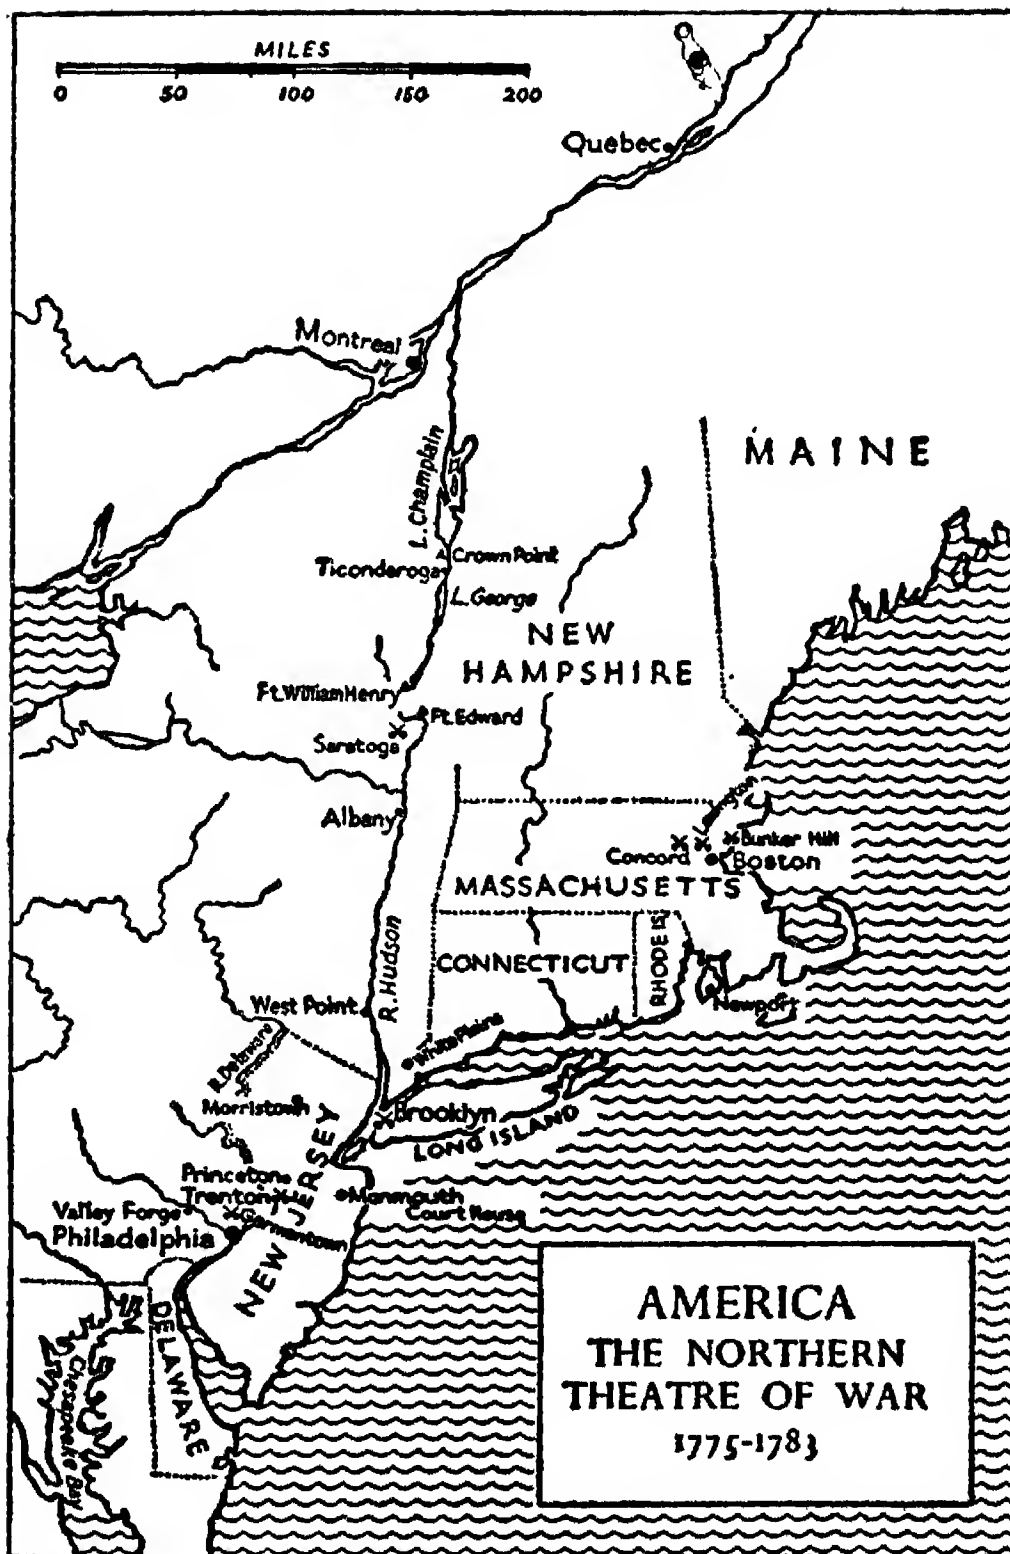 MILES
0 50 100 150 200
Quebec
Montreal
MAINE
L. Champlain
Crown Point
Ticonderoga
L. George
NEW
HAMPSHIRE
Ft. William Henry
Ft. Edward
Saratoga
Albany
Lexington
Bunker Hill
Concord
Boston
MASSACHUSETTS
R. Hudson
CONNECTICUT
RHODE IS.
West Point
Newport
White Plains
R. Delaware
Morristown
Brooklyn
LONG ISLAND
NEW JERSEY
Princeton
Trenton
Monmouth
Court House
Valley Forge
Germantown
Philadelphia
DELAWARE
Chesapeake Bay
AMERICA
THE NORTHERN
THEATRE OF WAR
1775-1783